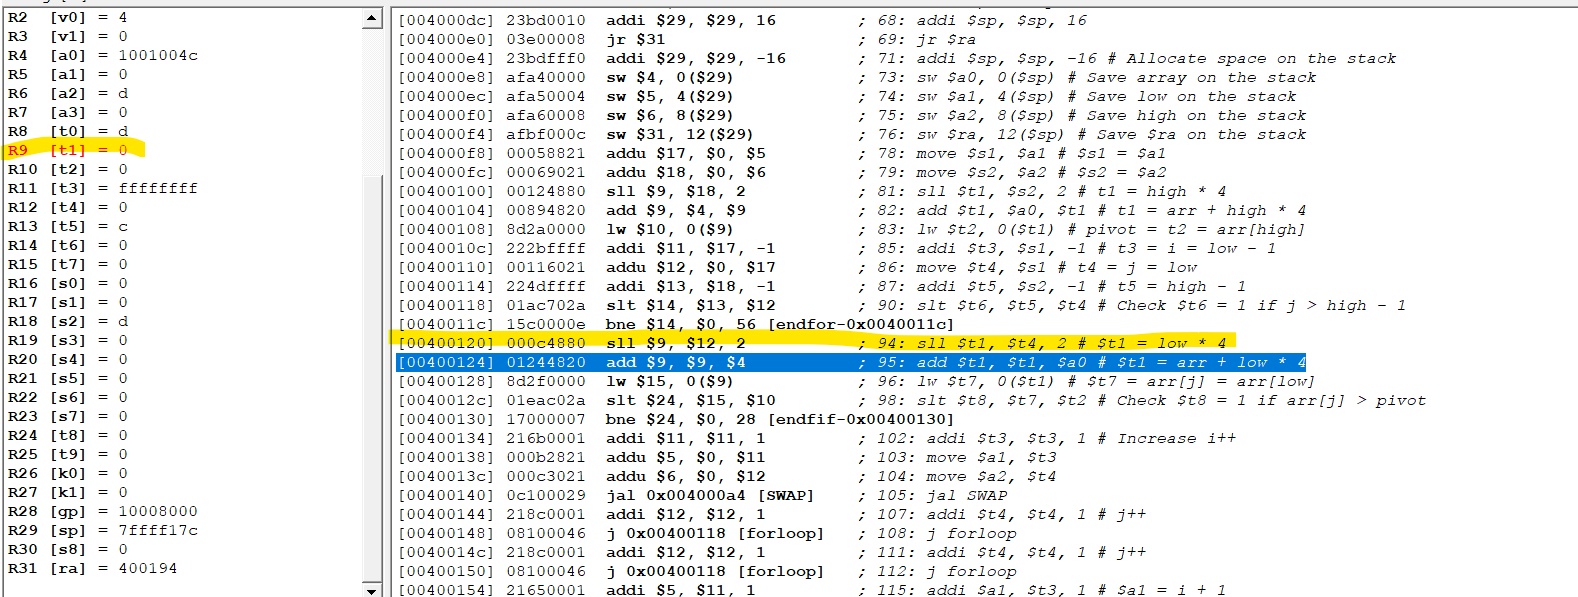 R2  [v0] = 4
R3  [v1] = 0
R4  [a0] = 1001004c
R5  [a1] = 0
R6  [a2] = d
R7  [a3] = 0
R8  [t0] = d
R9  [t1] = 0
R10 [t2] = 0
R11 [t3] = ffffffff
R12 [t4] = 0
R13 [t5] = c
R14 [t6] = 0
R15 [t7] = 0
R16 [s0] = 0
R17 [s1] = 0
R18 [s2] = d
R19 [s3] = 0
R20 [s4] = 0
R21 [s5] = 0
R22 [s6] = 0
R23 [s7] = 0
R24 [t8] = 0
R25 [t9] = 0
R26 [k0] = 0
R27 [k1] = 0
R28 [gp] = 10008000
R29 [sp] = 7ffff17c
R30 [s8] = 0
R31 [ra] = 400194
[004000dc] 23bd0010  addi $29, $29, 16 ; 68: addi $sp, $sp, 16
[004000e0] 03e00008  jr $31 ; 69: jr $ra
[004000e4] 23bdfff0  addi $29, $29, -16 ; 71: addi $sp, $sp, -16 # Allocate space on the stack
[004000e8] afa40000  sw $4, 0($29) ; 73: sw $a0, 0($sp) # Save array on the stack
[004000ec] afa50004  sw $5, 4($29) ; 74: sw $a1, 4($sp) # Save low on the stack
[004000f0] afa60008  sw $6, 8($29) ; 75: sw $a2, 8($sp) # Save high on the stack
[004000f4] afbf000c  sw $31, 12($29) ; 76: sw $ra, 12($sp) # Save $ra on the stack
[004000f8] 00058821  addu $17, $0, $5 ; 78: move $s1, $a1 # $s1 = $a1
[004000fc] 00069021  addu $18, $0, $6 ; 79: move $s2, $a2 # $s2 = $a2
[00400100] 00124880  sll $9, $18, 2 ; 81: sll $t1, $s2, 2 # t1 = high * 4
[00400104] 00894820  add $9, $4, $9 ; 82: add $t1, $a0, $t1 # t1 = arr + high * 4
[00400108] 8d2a0000  lw $10, 0($9) ; 83: lw $t2, 0($t1) # pivot = t2 = arr[high]
[0040010c] 222bffff  addi $11, $17, -1 ; 85: addi $t3, $s1, -1 # t3 = i = low - 1
[00400110] 00116021  addu $12, $0, $17 ; 86: move $t4, $s1 # t4 = j = low
[00400114] 224dffff  addi $13, $18, -1 ; 87: addi $t5, $s2, -1 # t5 = high - 1
[00400118] 01ac702a  slt $14, $13, $12 ; 90: slt $t6, $t5, $t4 # Check $t6 = 1 if j > high - 1
[0040011c] 15c0000e  bne $14, $0, 56 [endfor-0x0040011c]
[00400120] 000c4880  sll $9, $12, 2 ; 94: sll $t1, $t4, 2 # $t1 = low * 4
[00400124] 01244820  add $9, $9, $4 ; 95: add $t1, $t1, $a0 # $t1 = arr + low * 4
[00400128] 8d2f0000  lw $15, 0($9) ; 96: lw $t7, 0($t1) # $t7 = arr[j] = arr[low]
[0040012c] 01eac02a  slt $24, $15, $10 ; 98: slt $t8, $t7, $t2 # Check $t8 = 1 if arr[j] > pivot
[00400130] 17000007  bne $24, $0, 28 [endfif-0x00400130]
[00400134] 216b0001  addi $11, $11, 1 ; 102: addi $t3, $t3, 1 # Increase i++
[00400138] 000b2821  addu $5, $0, $11 ; 103: move $a1, $t3
[0040013c] 000c3021  addu $6, $0, $12 ; 104: move $a2, $t4
[00400140] 0c100029  jal 0x004000a4 [SWAP] ; 105: jal SWAP
[00400144] 218c0001  addi $12, $12, 1 ; 107: addi $t4, $t4, 1 # j++
[00400148] 08100046  j 0x00400118 [forloop] ; 108: j forloop
[0040014c] 218c0001  addi $12, $12, 1 ; 111: addi $t4, $t4, 1 # j++
[00400150] 08100046  j 0x00400118 [forloop] ; 112: j forloop
[00400154] 21650001  addi $5, $11, 1 ; 115: addi $a1, $t3, 1 # $a1 = i + 1